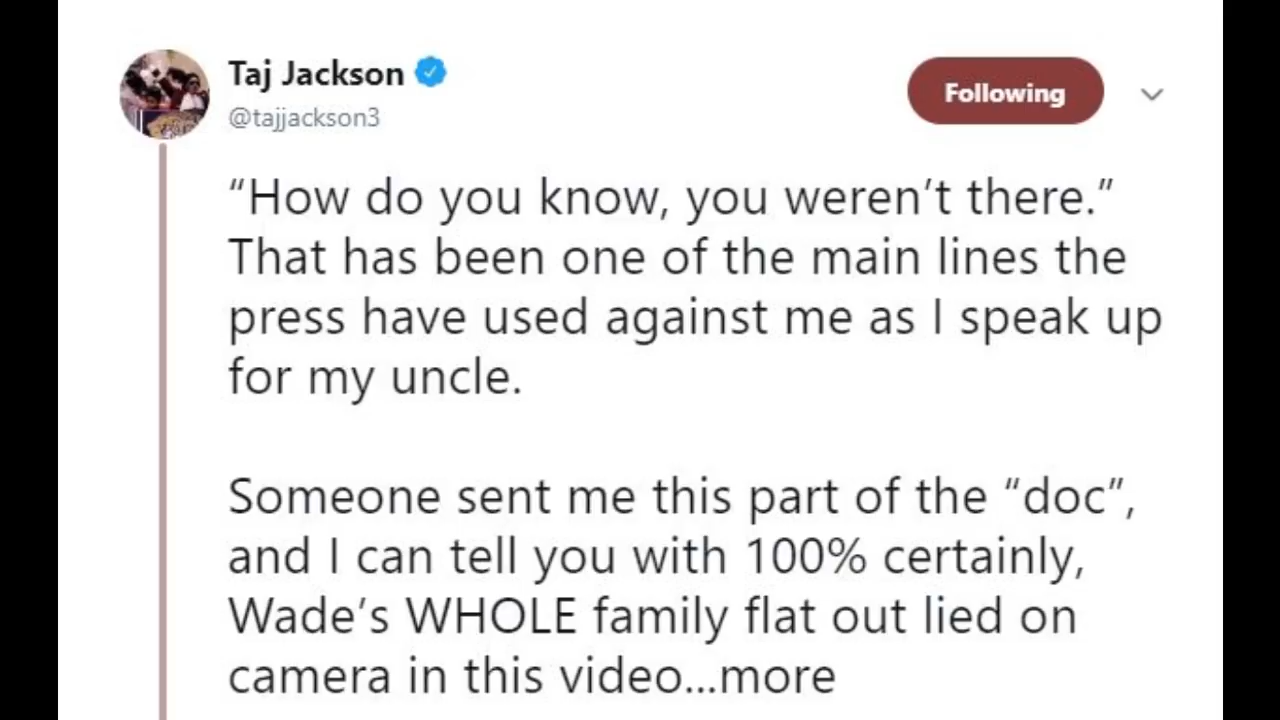 Taj Jackson
Following
@tajjackson3
“How do you know, you weren’t there.”
That has been one of the main lines the
press have used against me as I speak up
for my uncle.
Someone sent me this part of the “doc”,
and I can tell you with 100% certainly,
Wade’s WHOLE family flat out lied on
camera in this video...more